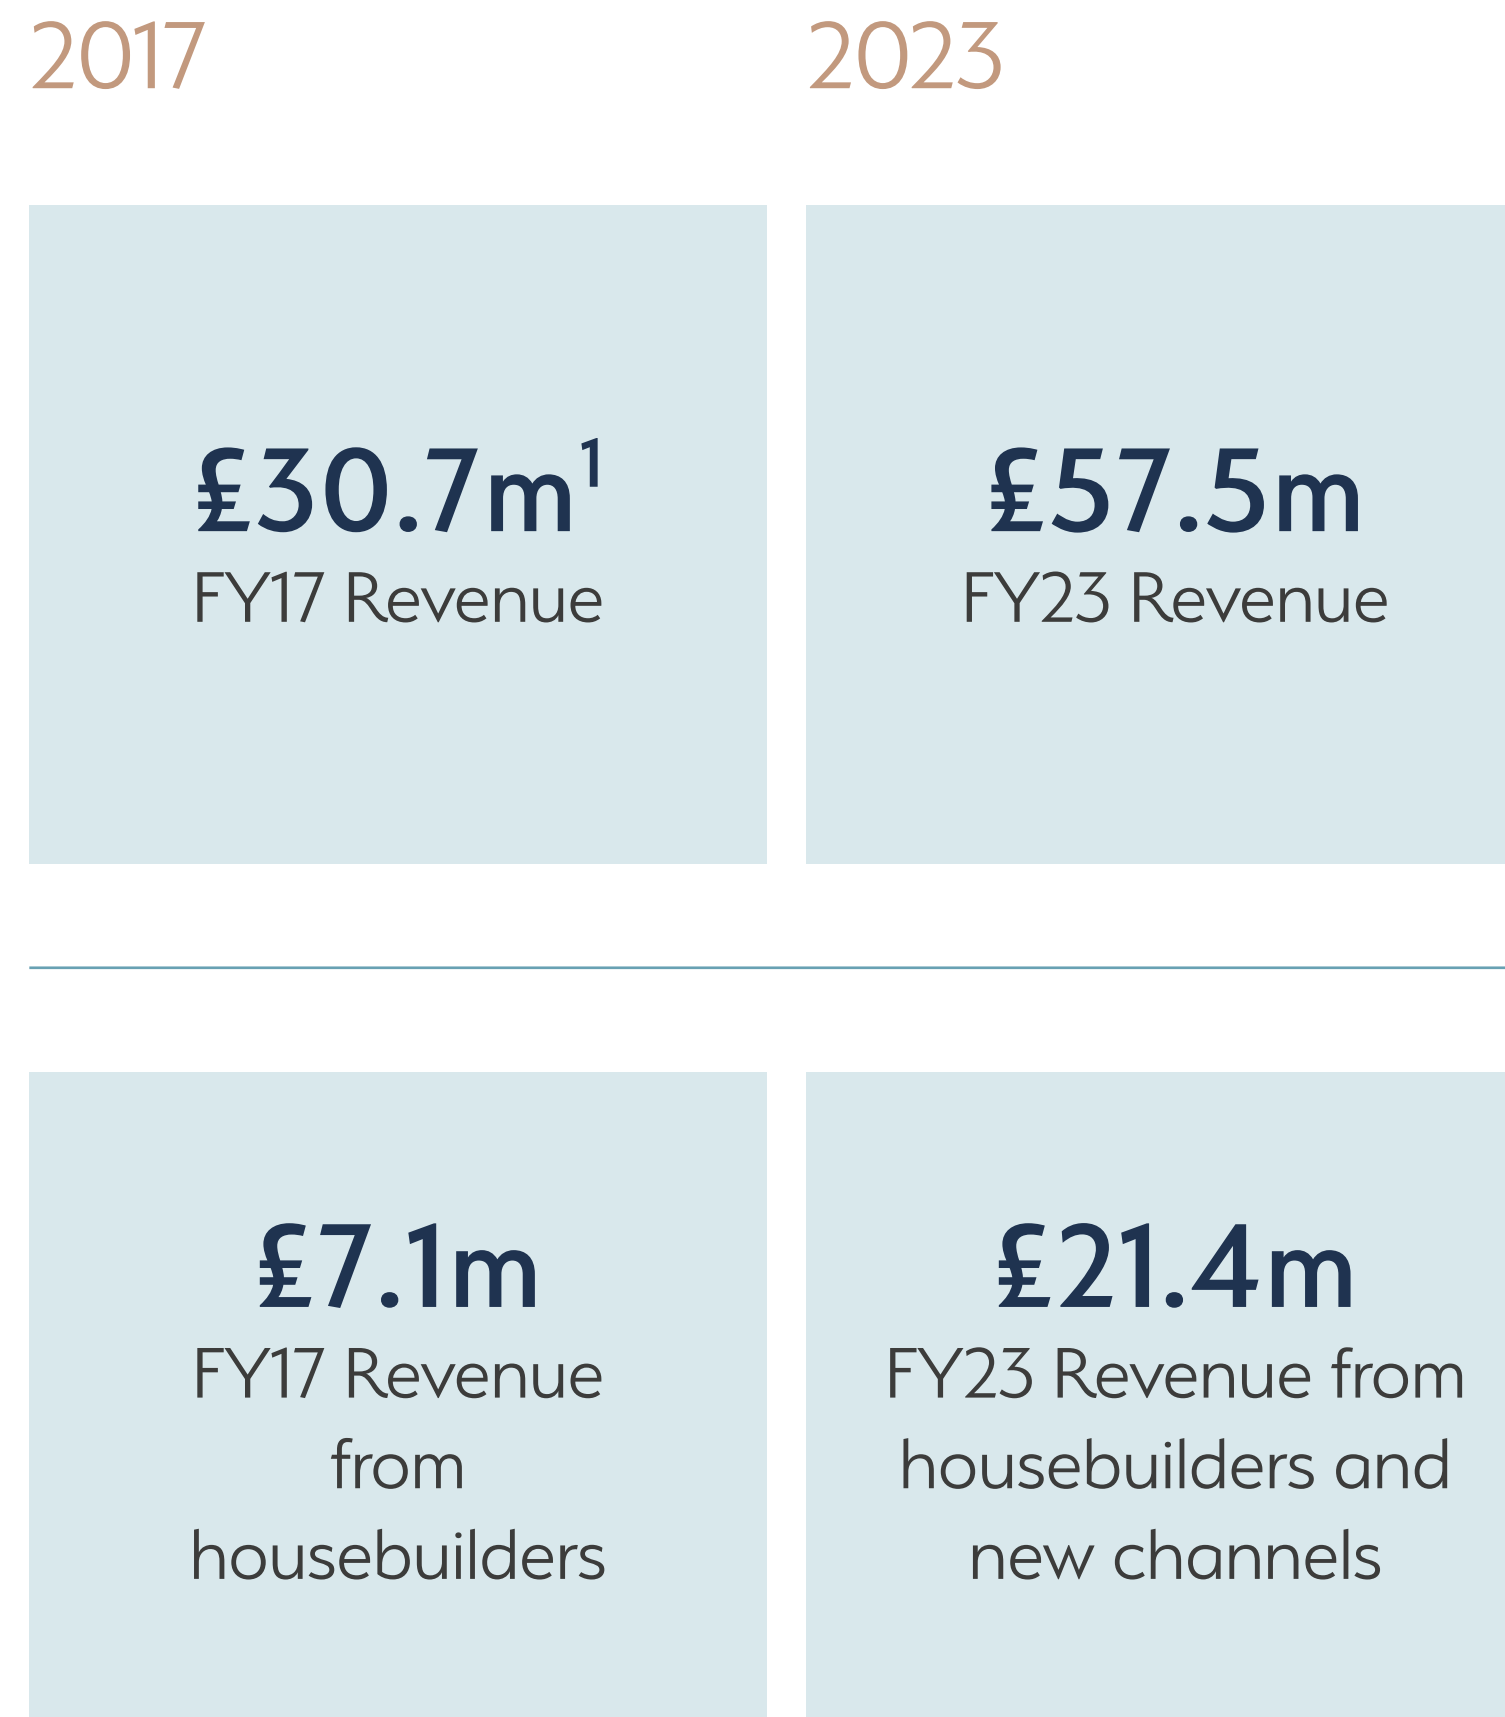 2017
2023
£30.7m¹
FY17 Revenue
£57.5m
FY23 Revenue
£7.1m
FY17 Revenue
from
housebuilders
£21.4m
FY23 Revenue from
housebuilders and
new channels